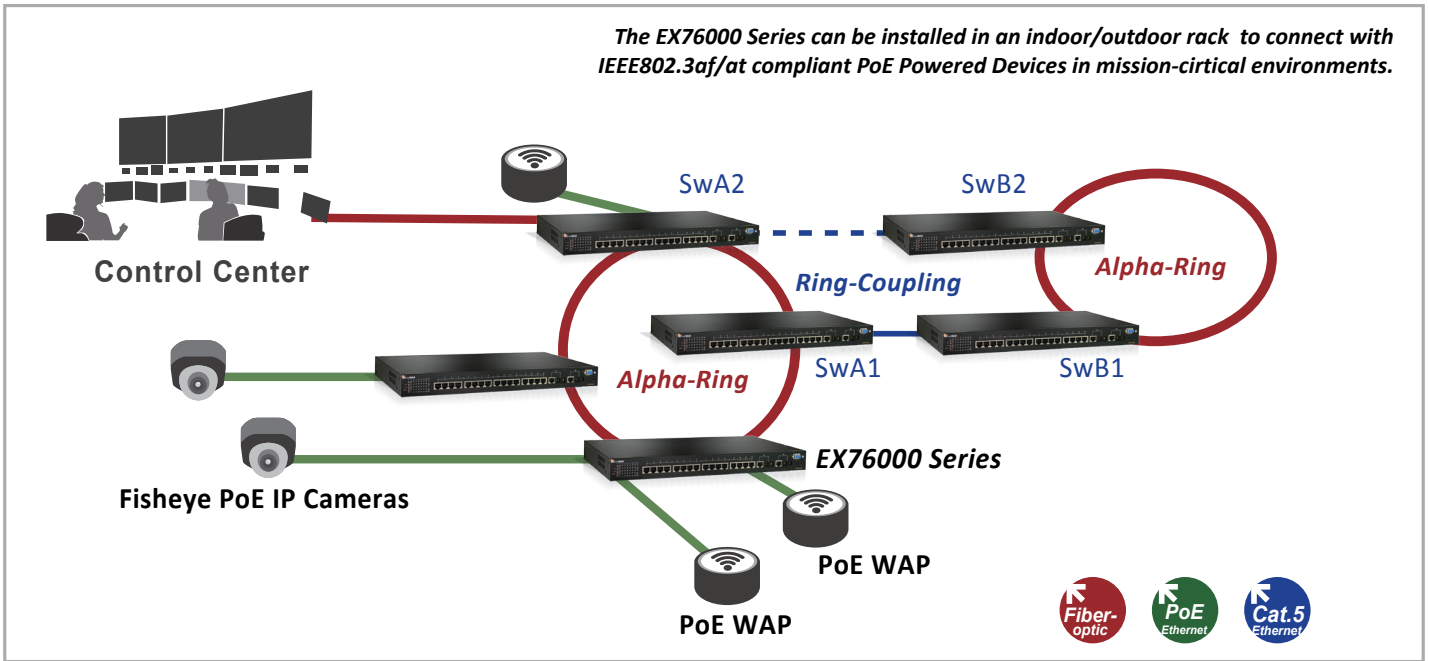 The EX76000 Series can be installed in an indoor/outdoor rack to connect with
IEEE802.3af/at compliant PoE Powered Devices in mission-cirtical environments.
SwA2
SwB2
Control Center
Ring-Coupling
Alpha-Ring
Alpha-Ring
SwA1
SwB1
EX76000 Series
Fisheye PoE IP Cameras
PoE WAP
PoE WAP
Fiber-
optic
PoE
Ethernet
Cat.5
Ethernet